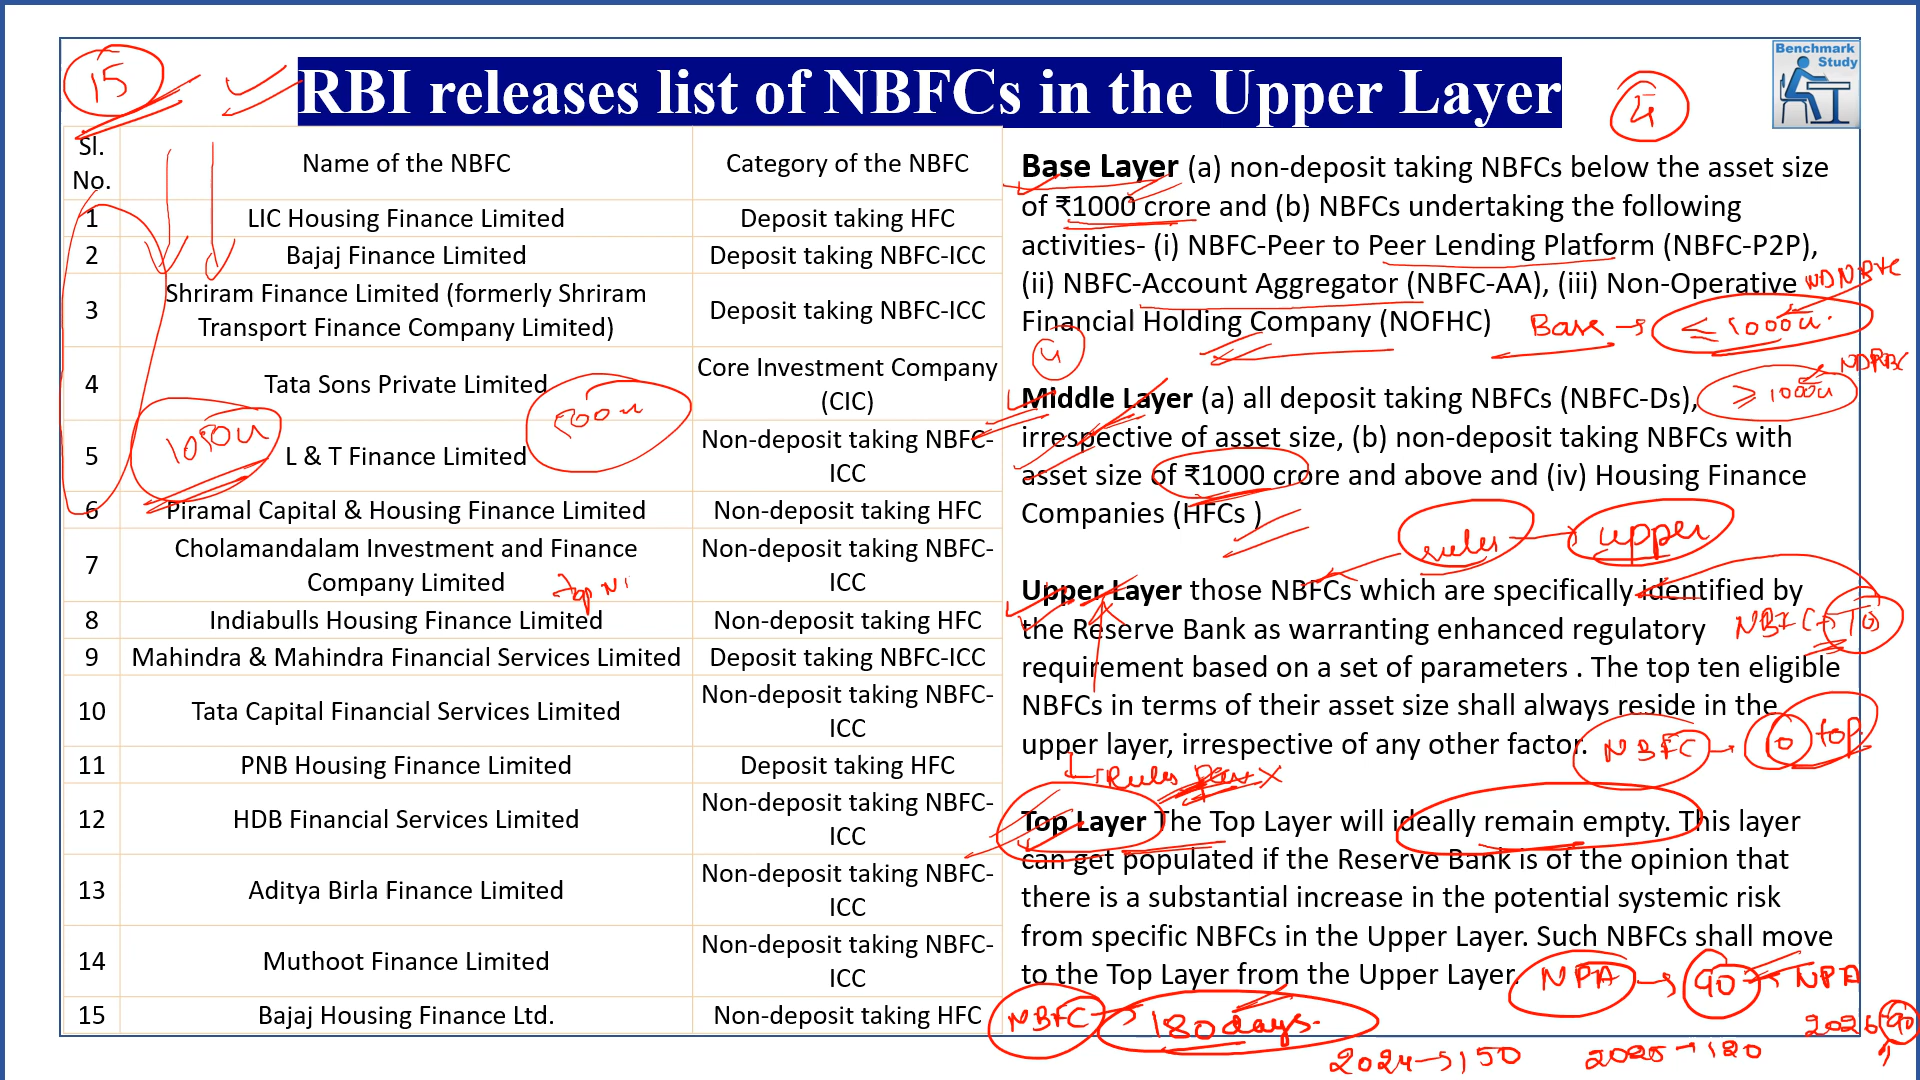 15
RBI releases list of NBFCs in the Upper Layer
4
Benchmark
Study
Sl.
No.
Name of the NBFC
Category of the NBFC
1
LIC Housing Finance Limited
Deposit taking HFC
2
Bajaj Finance Limited
Deposit taking NBFC-ICC
3
Shriram Finance Limited (formerly Shriram
Transport Finance Company Limited)
Deposit taking NBFC-ICC
4
Tata Sons Private Limited
Core Investment Company
(CIC)
5
L & T Finance Limited
Non-deposit taking NBFC-
ICC
6
Piramal Capital & Housing Finance Limited
Non-deposit taking HFC
7
Cholamandalam Investment and Finance
Company Limited
Non-deposit taking NBFC-
ICC
8
Indiabulls Housing Finance Limited
Non-deposit taking HFC
9
Mahindra & Mahindra Financial Services Limited
Deposit taking NBFC-ICC
10
Tata Capital Financial Services Limited
Non-deposit taking NBFC-
ICC
11
PNB Housing Finance Limited
Deposit taking HFC
12
HDB Financial Services Limited
Non-deposit taking NBFC-
ICC
13
Aditya Birla Finance Limited
Non-deposit taking NBFC-
ICC
14
Muthoot Finance Limited
Non-deposit taking NBFC-
ICC
15
Bajaj Housing Finance Ltd.
Non-deposit taking HFC
Base Layer (a) non-deposit taking NBFCs below the asset size
of ₹1000 crore and (b) NBFCs undertaking the following
activities- (i) NBFC-Peer to Peer Lending Platform (NBFC-P2P),
(ii) NBFC-Account Aggregator (NBFC-AA), (iii) Non-Operative
Financial Holding Company (NOFHC)
Base → ≤ 1000
Middle Layer (a) all deposit taking NBFCs (NBFC-Ds),
≥ 1000
irrespective of asset size, (b) non-deposit taking NBFCs with
asset size of ₹1000 crore and above and (iv) Housing Finance
Companies (HFCs )
rules → upper
Upper Layer those NBFCs which are specifically identified by
the Reserve Bank as warranting enhanced regulatory
NBFC → 10
requirement based on a set of parameters . The top ten eligible
NBFCs in terms of their asset size shall always reside in the
upper layer, irrespective of any other factor.
NBFC → 10 top
Rules
Top Layer The Top Layer will ideally remain empty. This layer
can get populated if the Reserve Bank is of the opinion that
there is a substantial increase in the potential systemic risk
from specific NBFCs in the Upper Layer. Such NBFCs shall move
to the Top Layer from the Upper Layer.
NPA → 90 → NPA
NBFC → 180 days.
2024 → 150
2025 → 120
2026 → 90